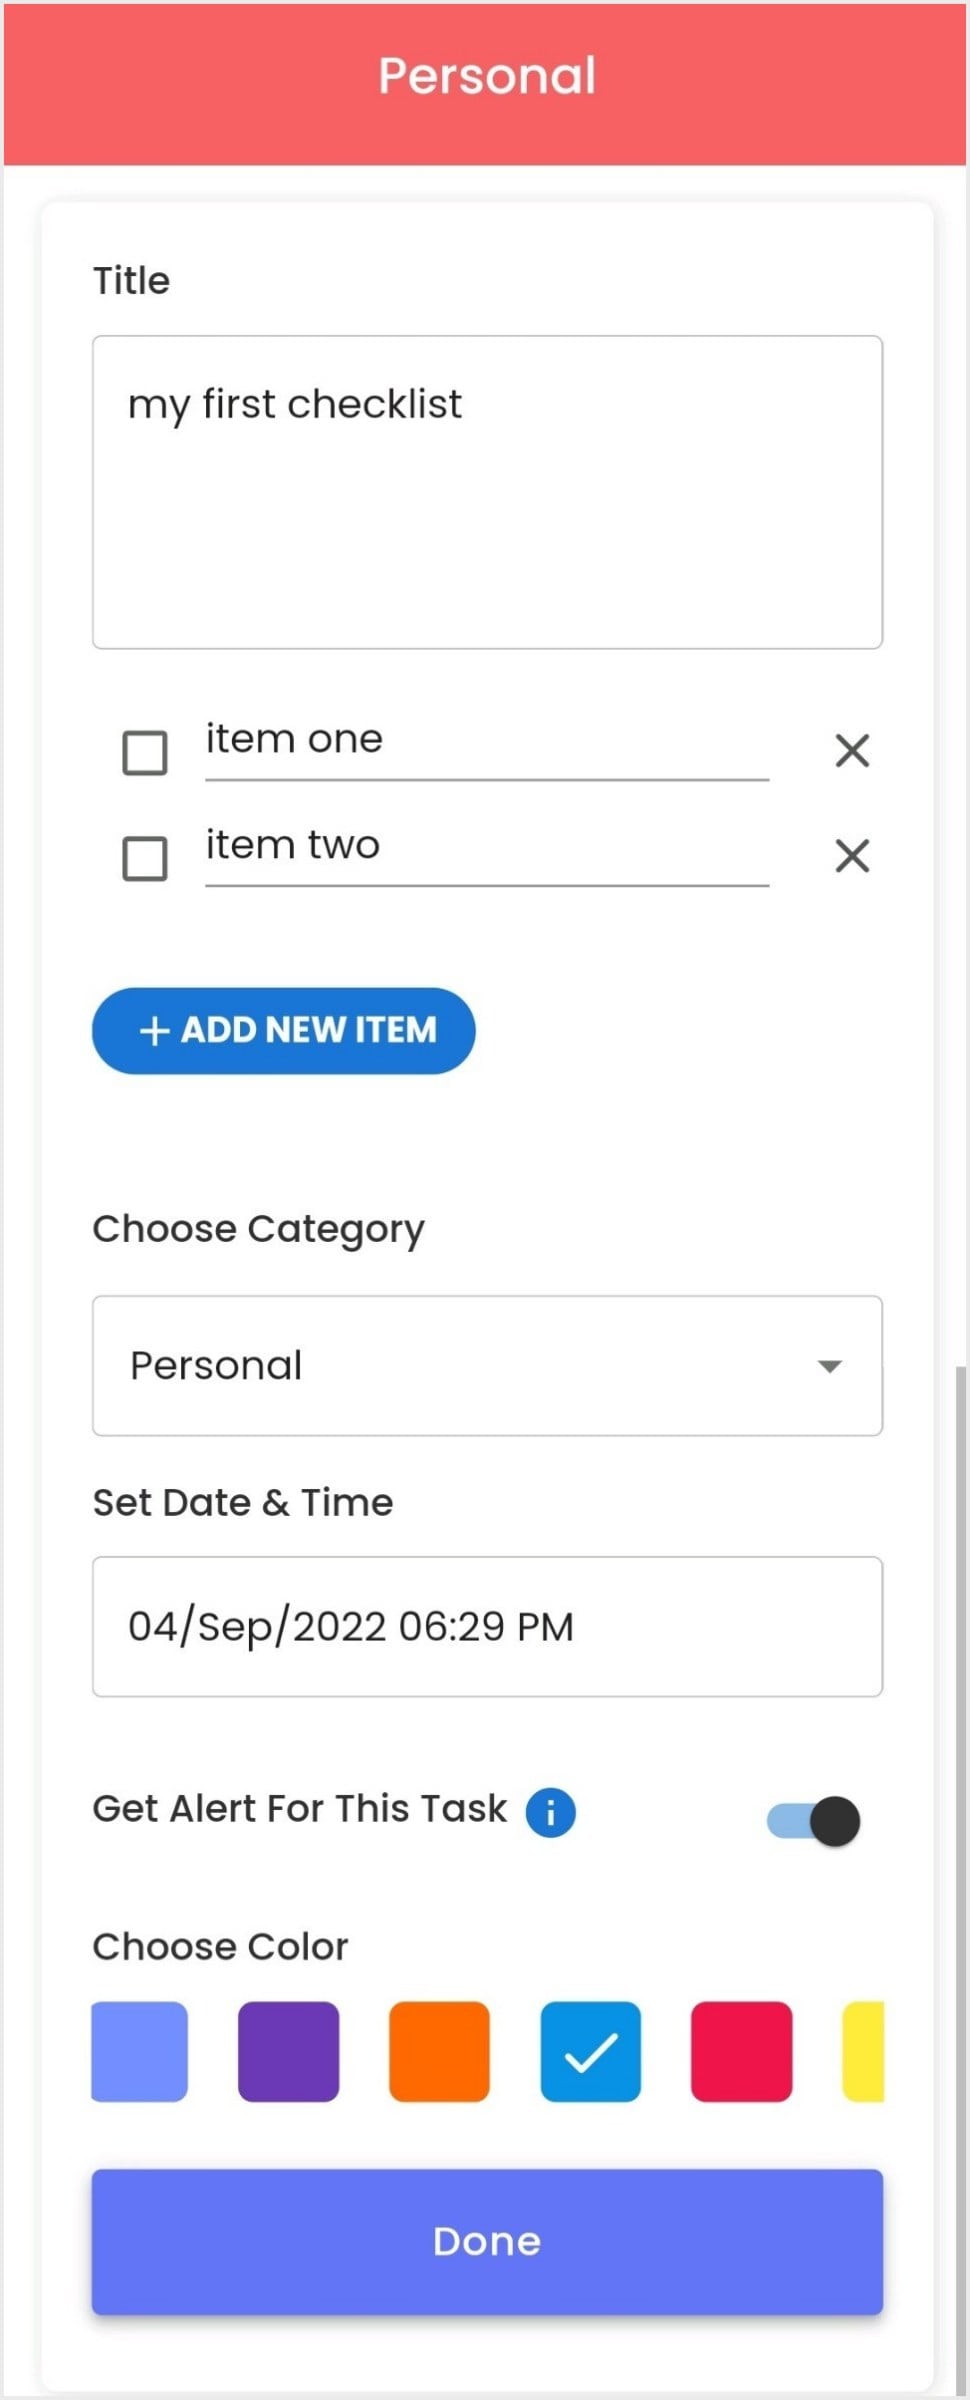 Personal
Title
my first checklist
item one
item two
+ ADD NEW ITEM
Choose Category
Personal
Set Date & Time
04/Sep/2022 06:29 PM
Get Alert For This Task i
Choose Color
Done